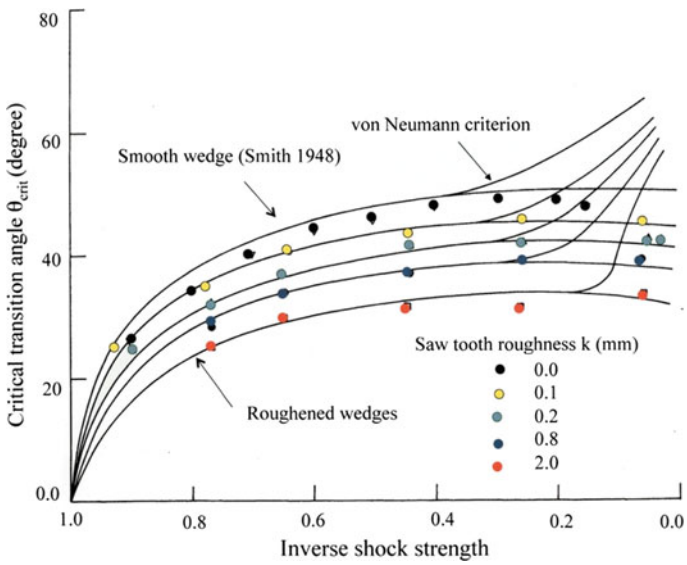 80
60
40
20
0.0
Critical transition angle θcrit (degree)
von Neumann criterion
Smooth wedge (Smith 1948)
Roughened wedges
Saw tooth roughness k (mm)
0.0
0.1
0.2
0.8
2.0
1.0 0.8 0.6 0.4 0.2 0.0
Inverse shock strength